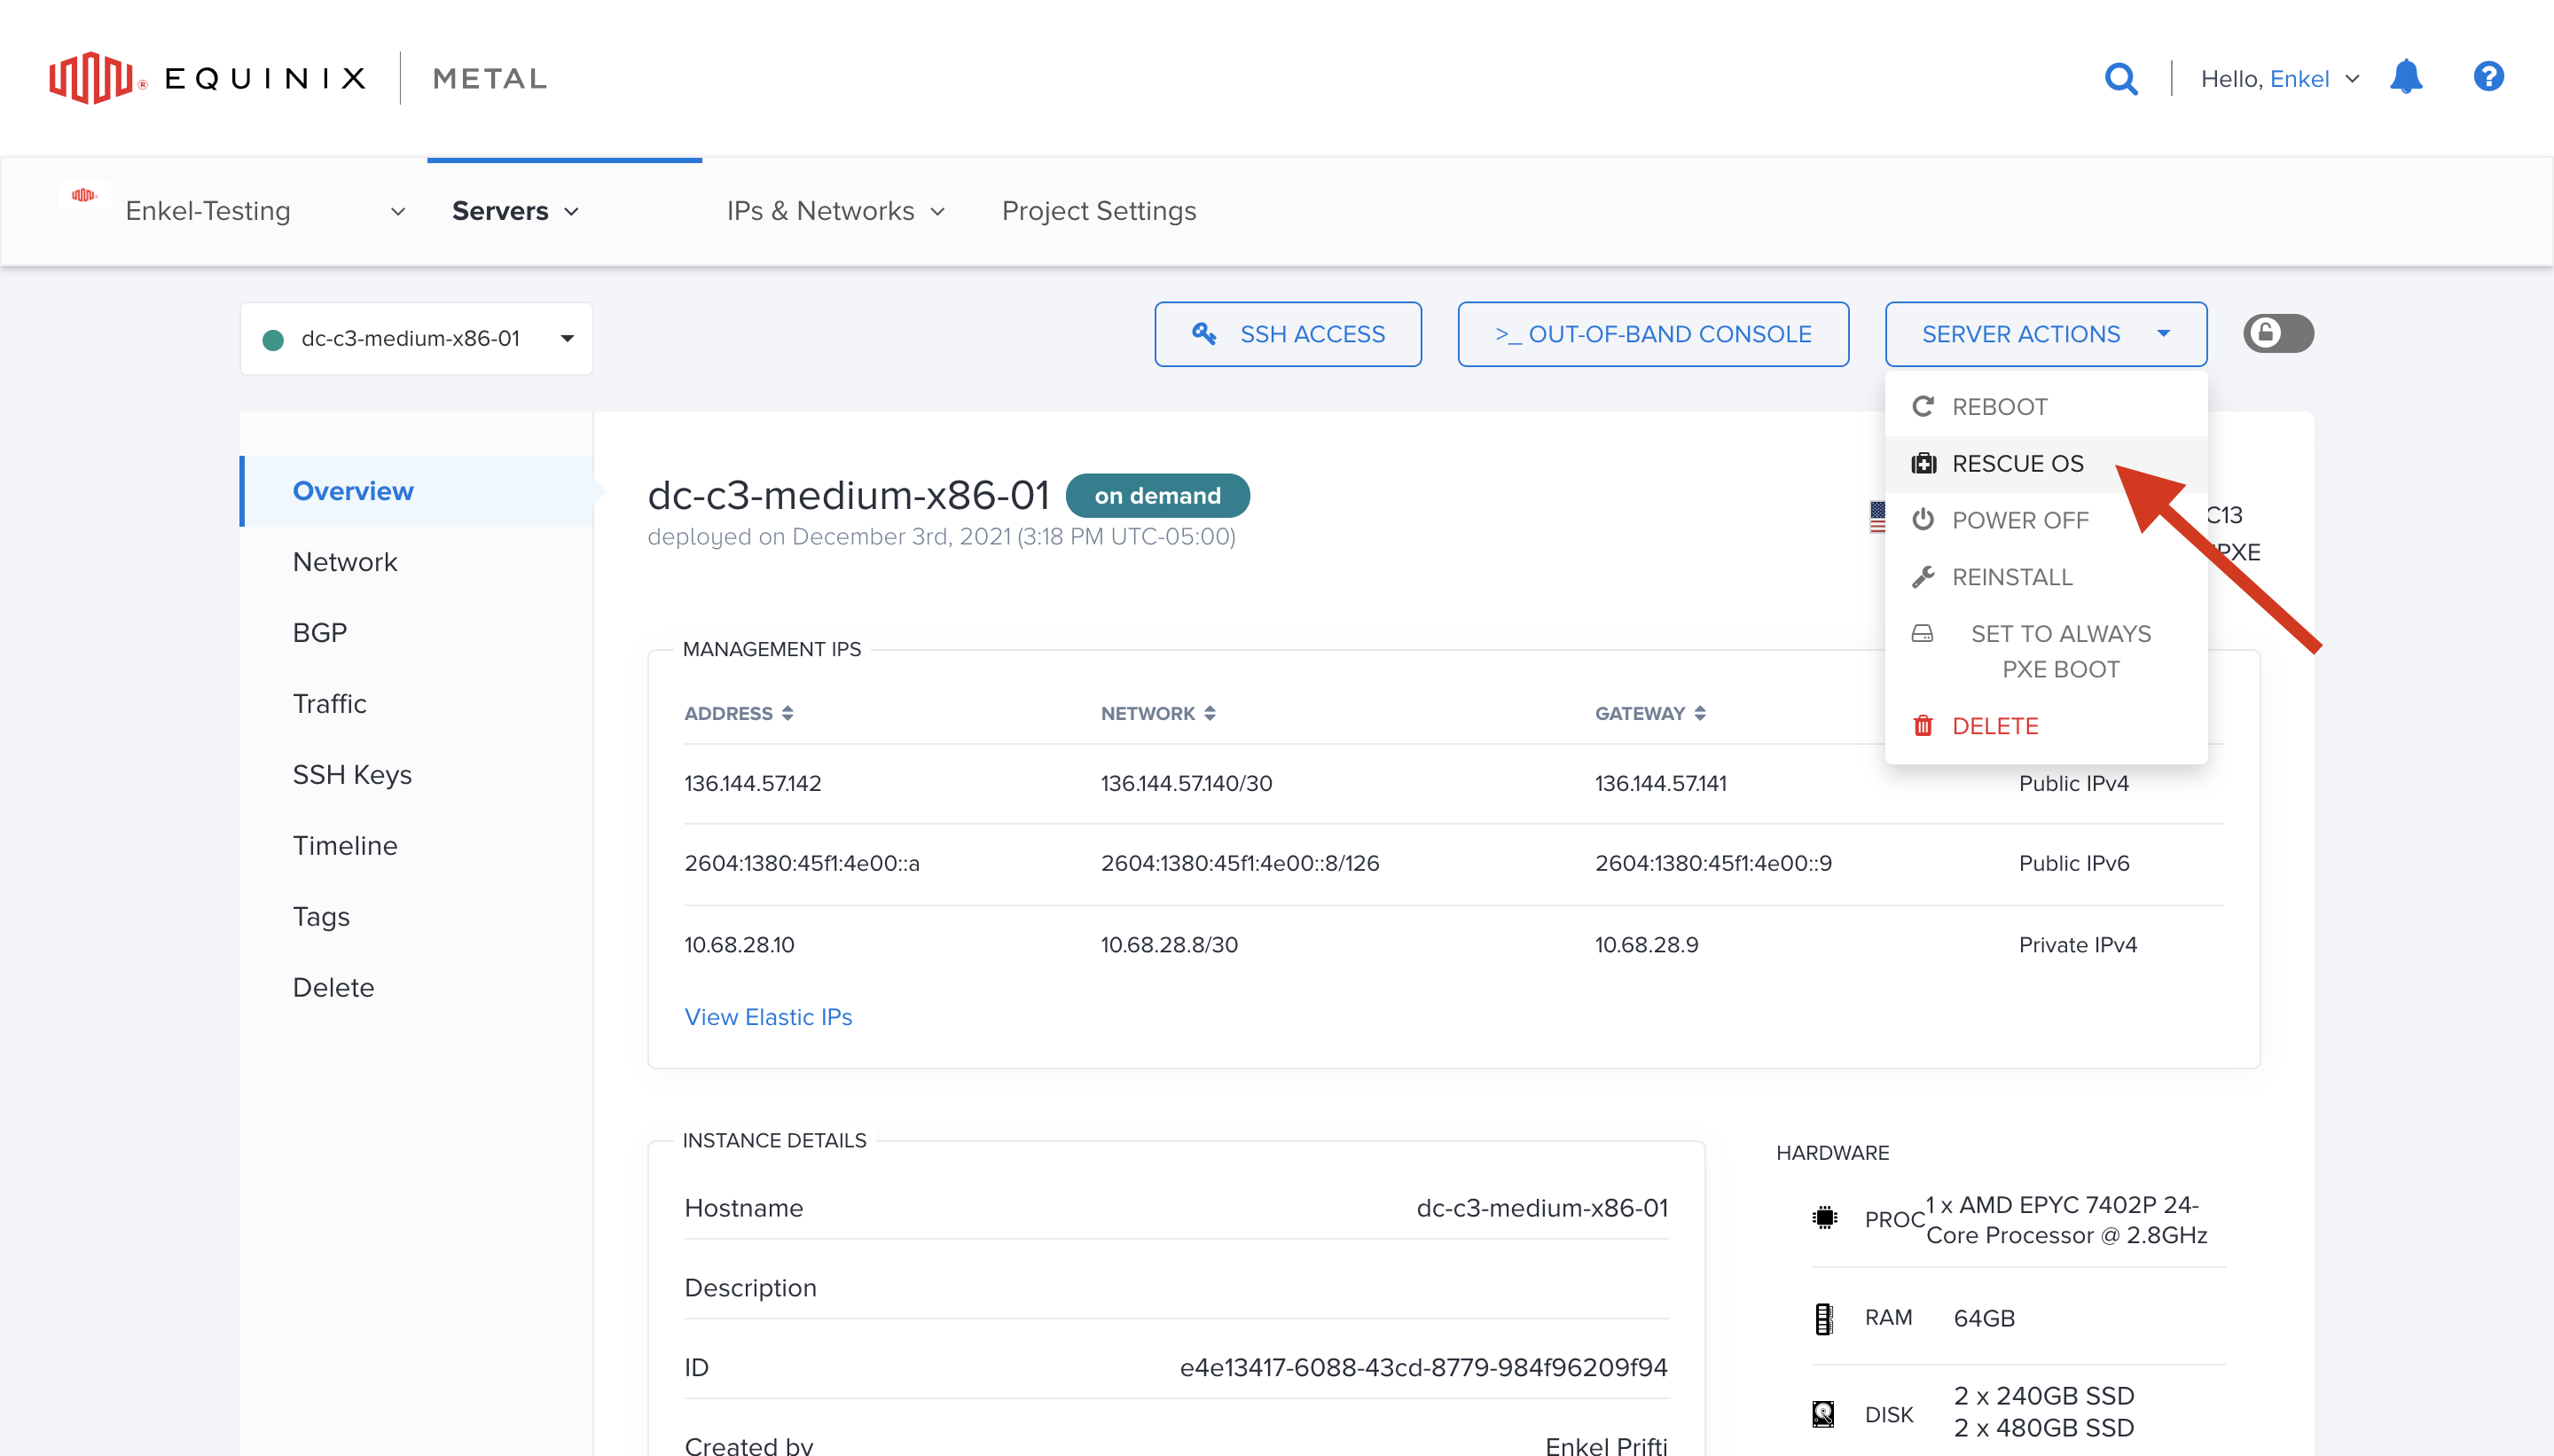 EQUINIX | METAL
Hello, Enkel
Enkel-Testing
Servers
IPs & Networks
Project Settings
dc-c3-medium-x86-01
SSH ACCESS
>_ OUT-OF-BAND CONSOLE
SERVER ACTIONS
REBOOT
RESCUE OS
POWER OFF
REINSTALL
SET TO ALWAYS
PXE BOOT
DELETE
Overview
Network
BGP
Traffic
SSH Keys
Timeline
Tags
Delete
dc-c3-medium-x86-01 on demand
deployed on December 3rd, 2021 (3:18 PM UTC-05:00)
C13
PXE
MANAGEMENT IPS
ADDRESS NETWORK GATEWAY
136.144.57.142 136.144.57.140/30 136.144.57.141 Public IPv4
2604:1380:45f1:4e00::a 2604:1380:45f1:4e00::8/126 2604:1380:45f1:4e00::9 Public IPv6
10.68.28.10 10.68.28.8/30 10.68.28.9 Private IPv4
View Elastic IPs
INSTANCE DETAILS
Hostname dc-c3-medium-x86-01
Description
ID e4e13417-6088-43cd-8779-984f96209f94
Created by Enkel Prifti
HARDWARE
PROC 1 x AMD EPYC 7402P 24-
Core Processor @ 2.8GHz
RAM 64GB
DISK 2 x 240GB SSD
2 x 480GB SSD